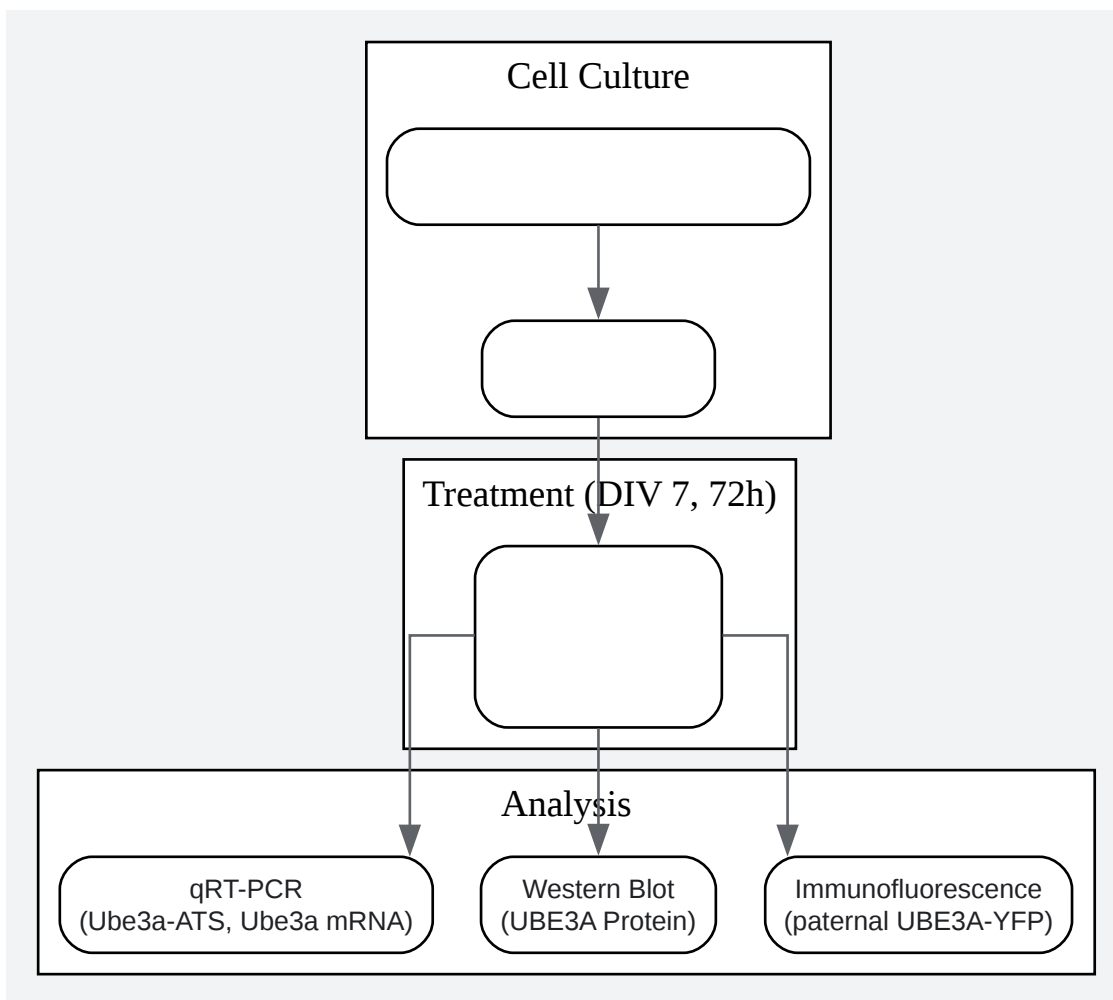 Cell Culture
Treatment (DIV 7, 72h)
Analysis
qRT-PCR
(Ube3a-ATS, Ube3a mRNA)
Western Blot
(UBE3A Protein)
Immunofluorescence
(paternal UBE3A-YFP)